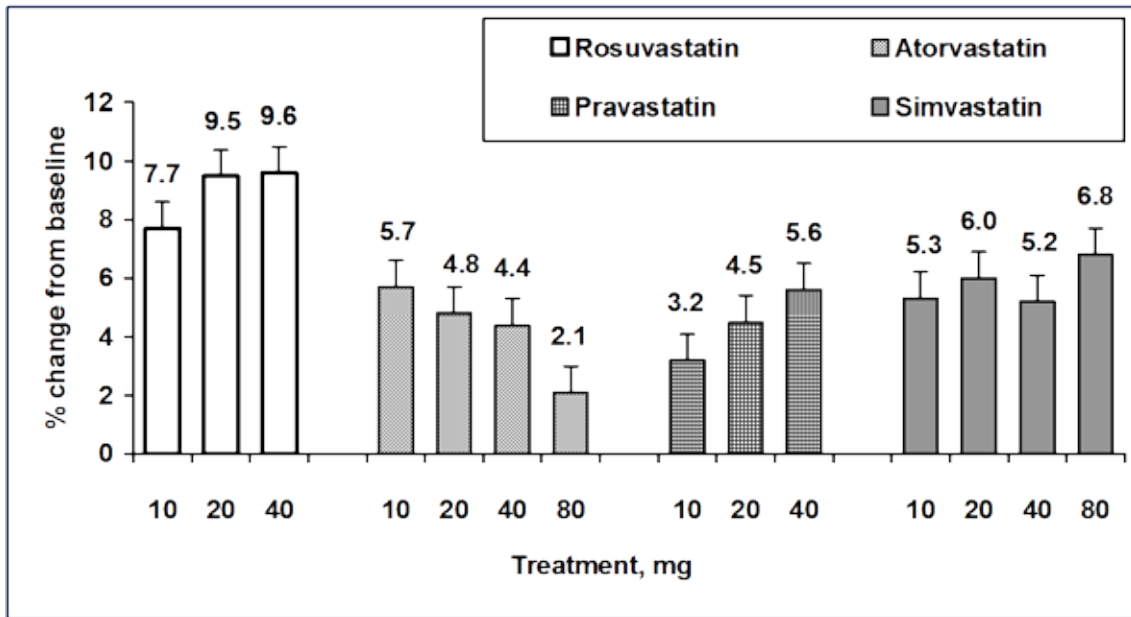 Rosuvastatin Atorvastatin
Pravastatin Simvastatin
% change from baseline
12
10
8
6
4
2
0
7.7 9.5 9.6 5.7 4.8 4.4 2.1 3.2 4.5 5.6 5.3 6.0 5.2 6.8
10 20 40 10 20 40 80 10 20 40 10 20 40 80
Treatment, mg